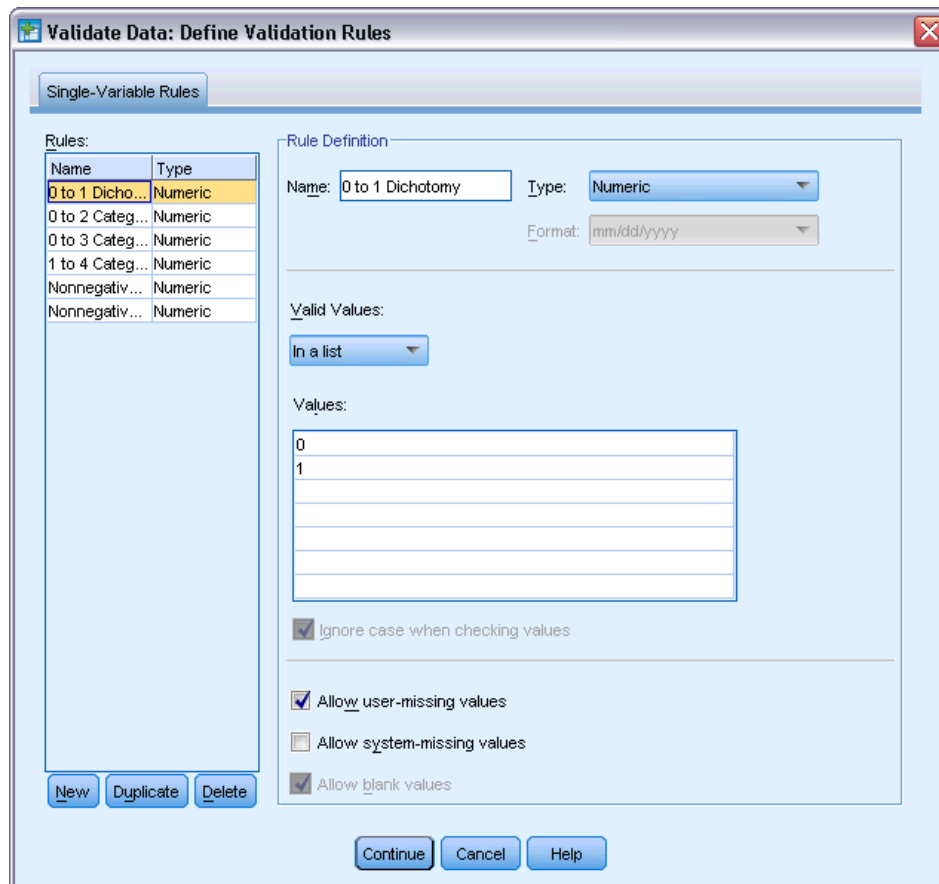 Validate Data: Define Validation Rules
Single-Variable Rules
Rules:
Name Type
0 to 1 Dicho... Numeric
0 to 2 Categ... Numeric
0 to 3 Categ... Numeric
1 to 4 Categ... Numeric
Nonnegativ... Numeric
Nonnegativ... Numeric
New Duplicate Delete
Rule Definition
Name: 0 to 1 Dichotomy Type: Numeric
Format: mm/dd/yyyy
Valid Values:
In a list
Values:
0
1
Ignore case when checking values
Allow user-missing values
Allow system-missing values
Allow blank values
Continue Cancel Help